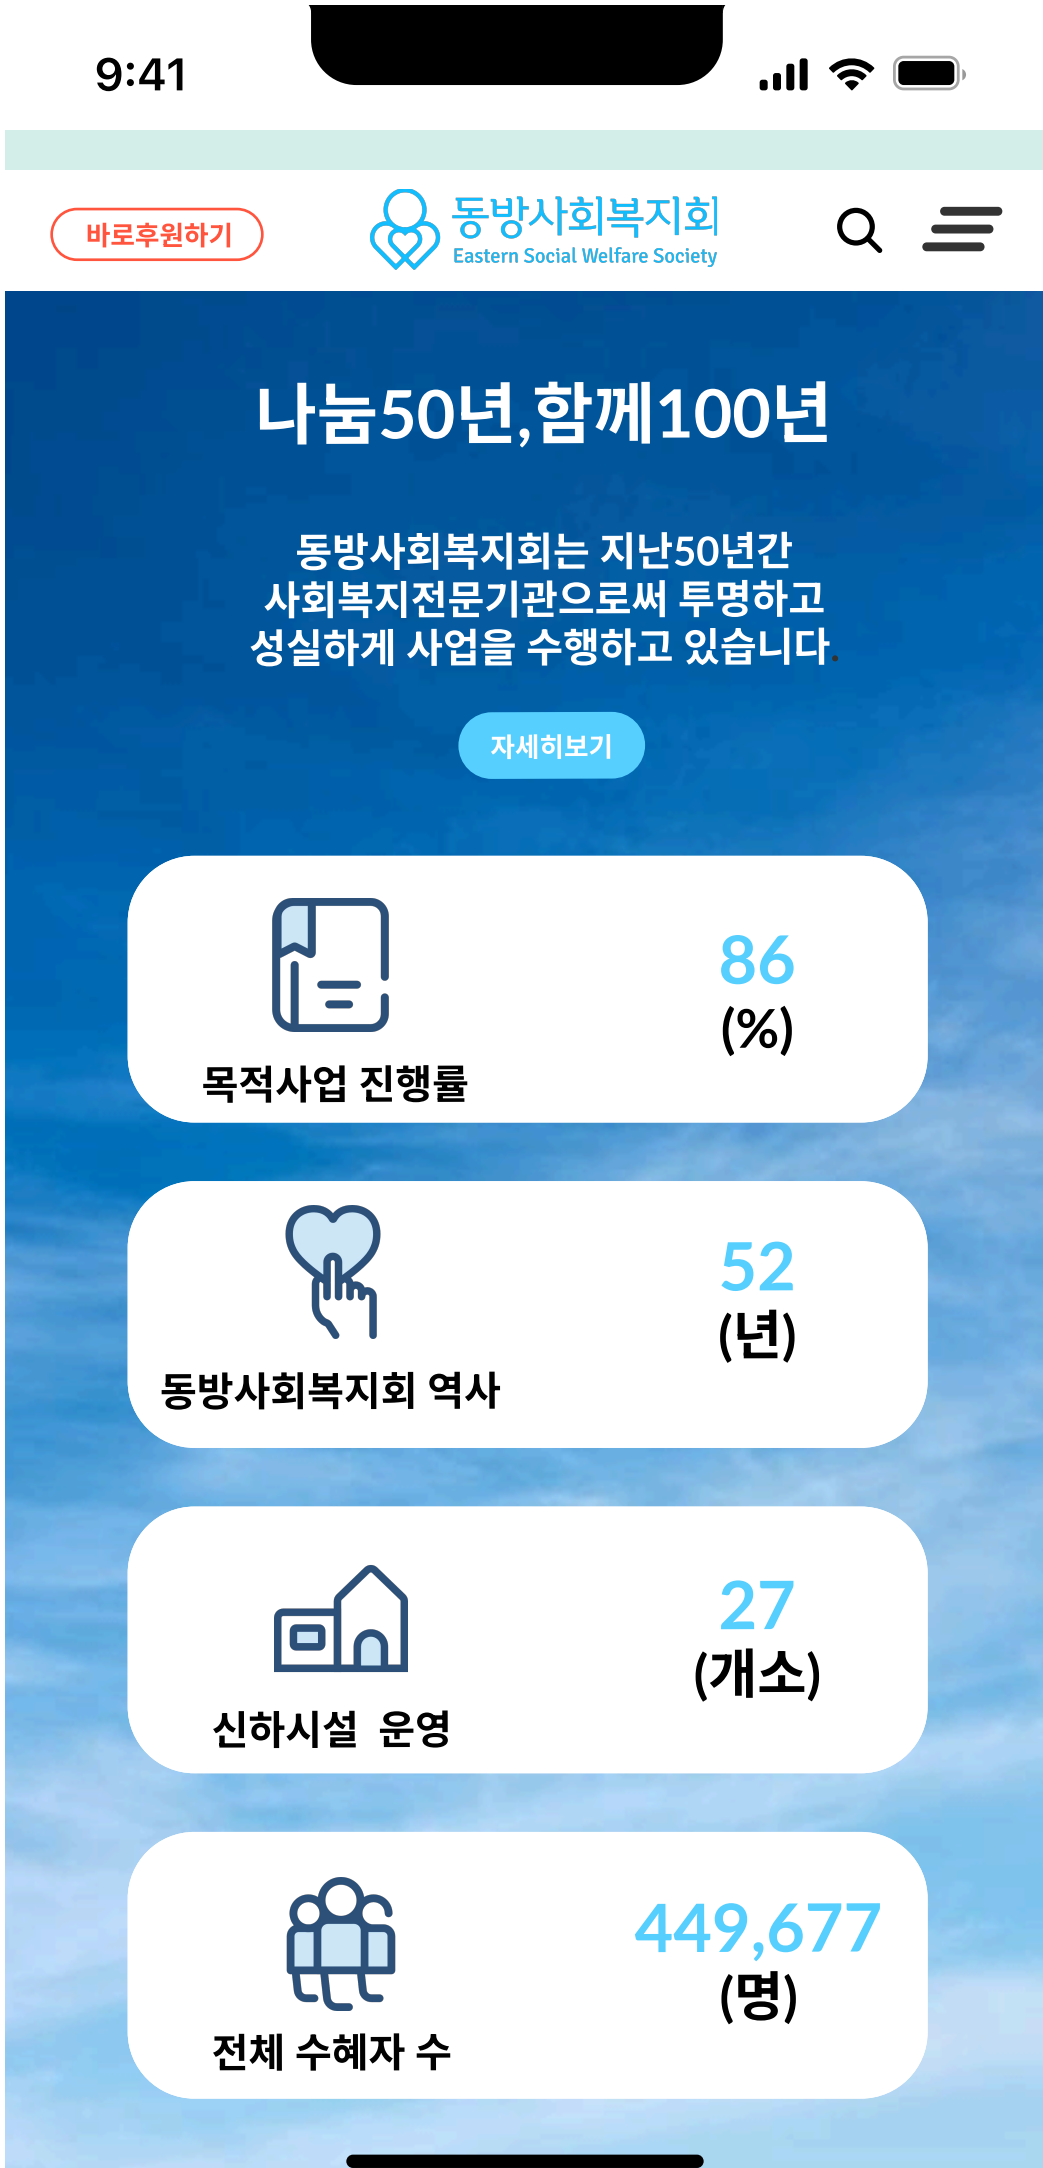 9:41
바로후원하기
동방사회복지회
Eastern Social Welfare Society
나눔50년,함께100년
동방사회복지회는 지난50년간
사회복지전문기관으로써 투명하고
성실하게 사업을 수행하고 있습니다.
자세히보기
86
(%)
목적사업 진행률
52
(년)
동방사회복지회 역사
27
(개소)
신하시설 운영
449,677
(명)
전체 수혜자 수